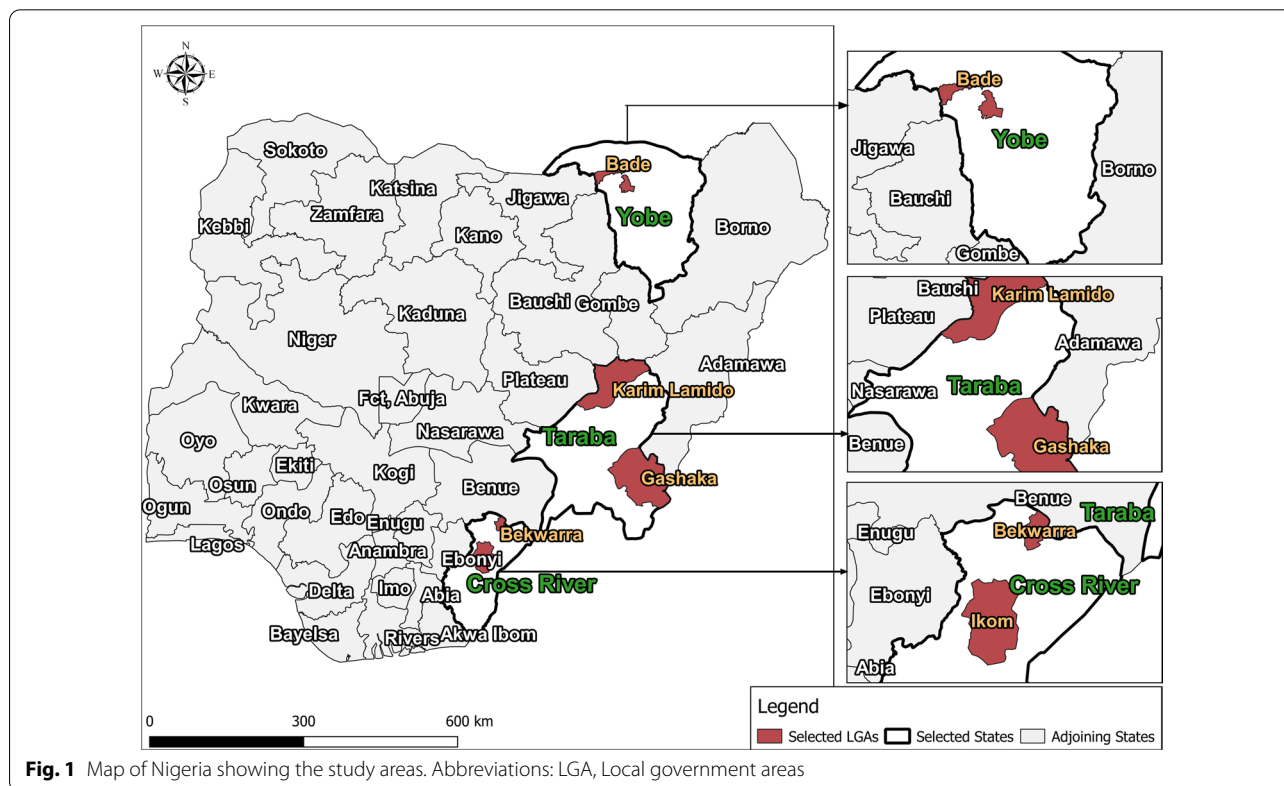 N
W E
S
Sokoto
Katsina
Zamfara
Kebbi
Jigawa
Kano
Bade
Yobe
Borno
Bauchi
Gombe
Kaduna
Niger
Adamawa
Plateau
Karim Lamido
Fct, Abuja
Kwara
Nasarawa
Taraba
Oyo
Ekiti
Kogi
Gashaka
Osun
Benue
Ogun
Ondo
Edo
Enugu
Bekwarra
Lagos
Anambra
Ebonyi
Cross River
Delta
Imo
Abia
Bayelsa
Rivers
Akwa Ibom
0 300 600 km
Bade
Yobe
Jigawa
Borno
Bauchi
Gombe
Bauchi
Karim Lamido
Plateau
Adamawa
Nasarawa
Taraba
Benue
Gashaka
Benue
Taraba
Enugu
Bekwarra
Ebonyi
Cross River
Ikom
Abia
Legend
Selected LGAs Selected States Adjoining States
Fig. 1 Map of Nigeria showing the study areas. Abbreviations: LGA, Local government areas